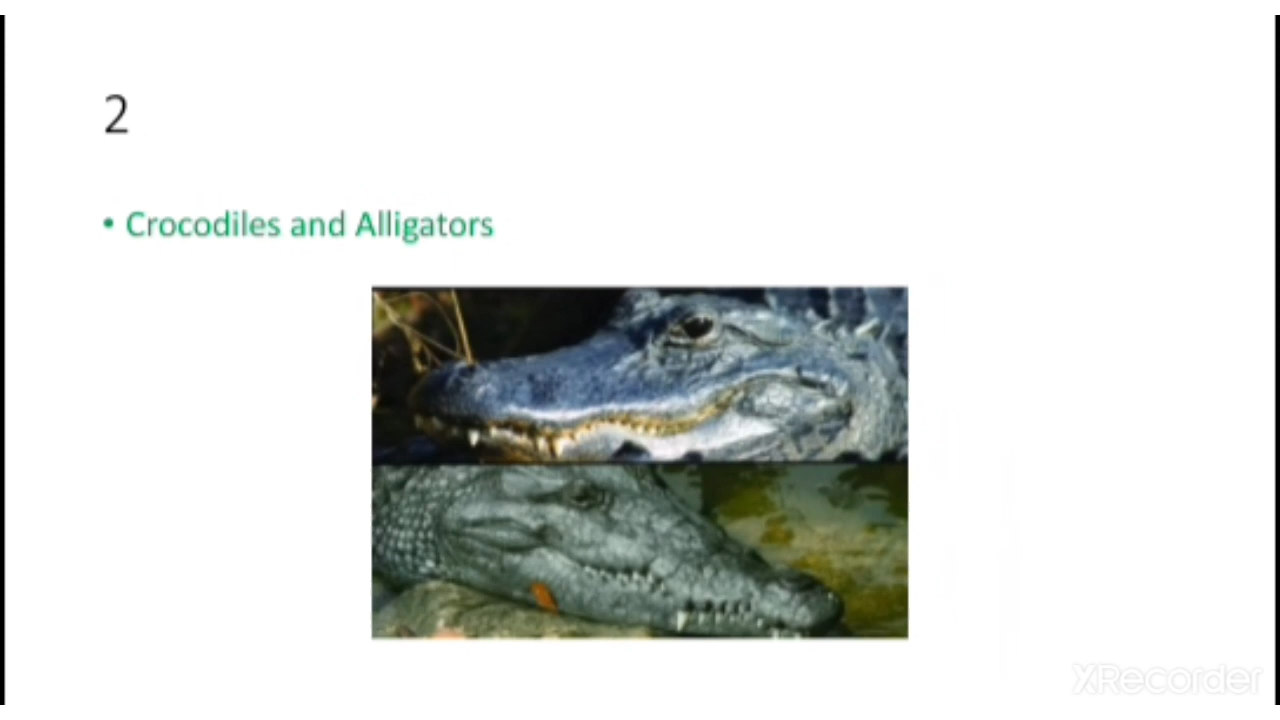 2
• Crocodiles and Alligators
XRecorder